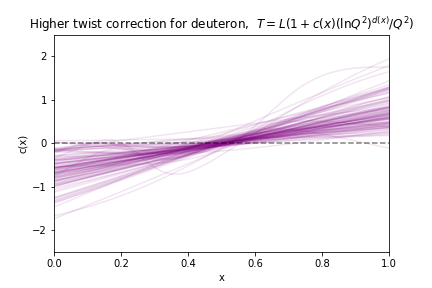 Higher twist correction for deuteron, $T = L(1 + c(x)(\ln Q^2)^{d(x)}/Q^2)$
2
1
0
−1
−2
c(x)
0.0 0.2 0.4 0.6 0.8 1.0
x